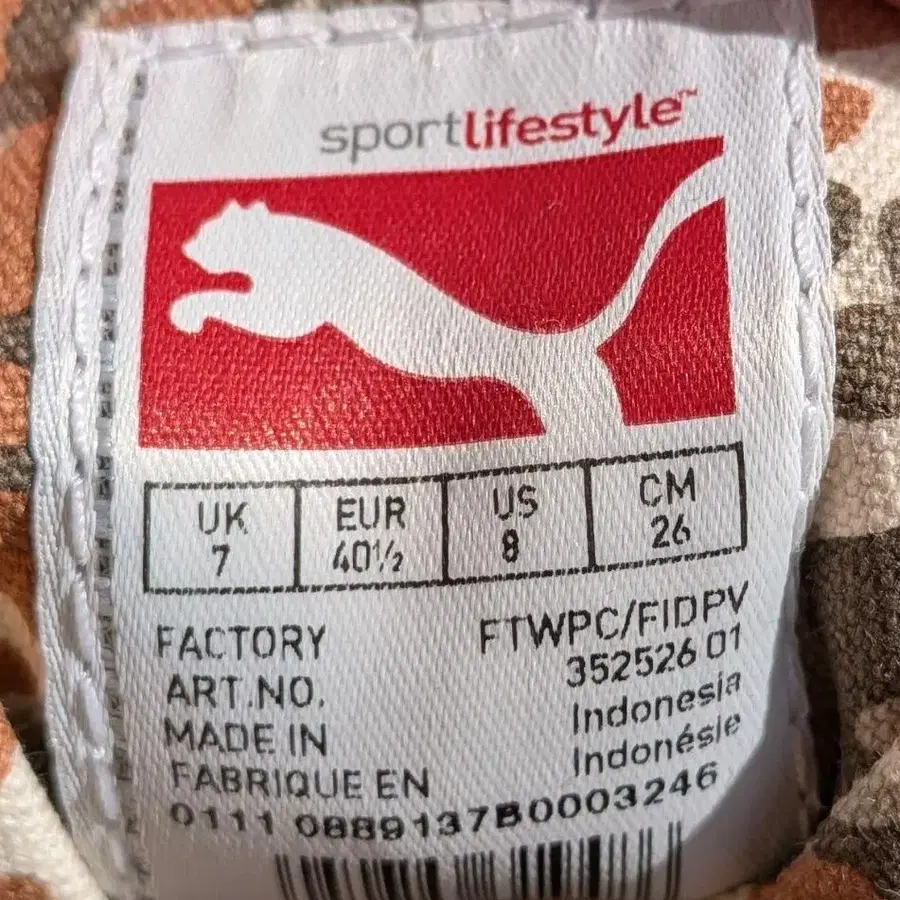 sportlifestyle™
UK EUR US CM
7 40½ 8 26
FACTORY FTWPC/FIDPV
ART.NO. 352526 01
MADE IN Indonesia
FABRIQUE EN Indonésie
0111 0889137B0003246